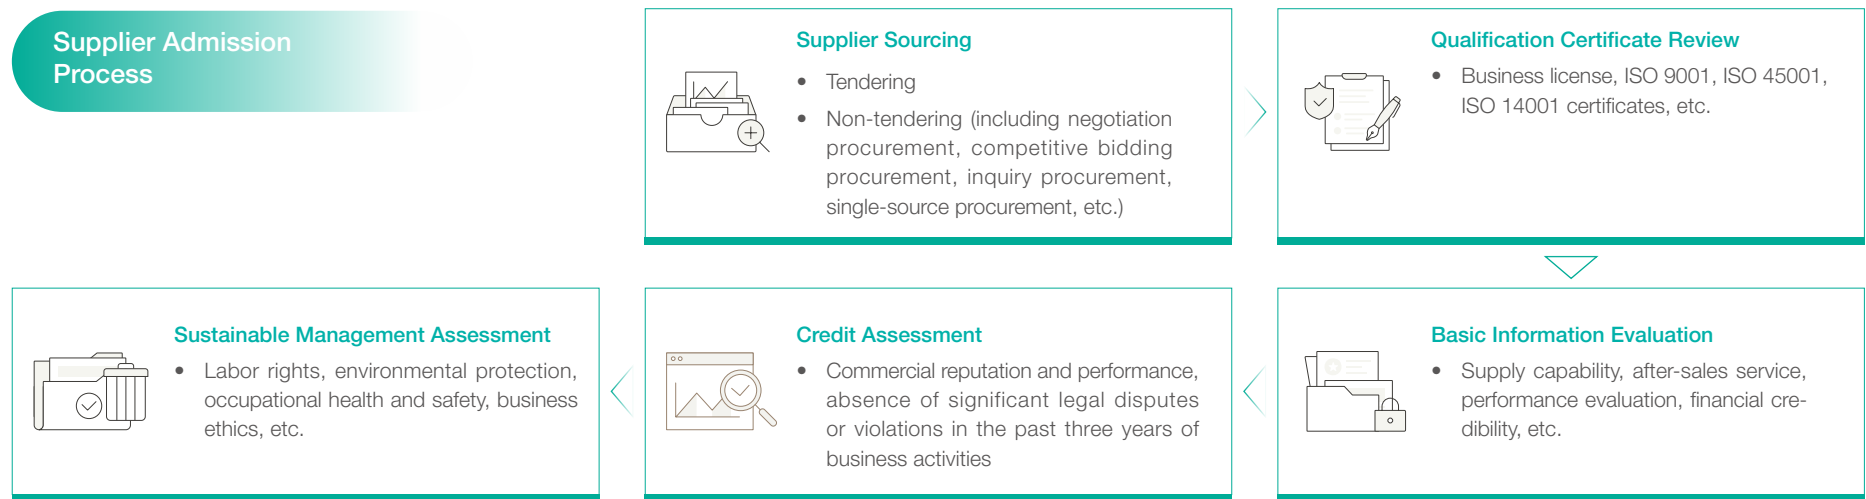 Supplier Admission
Process
Supplier Sourcing
• Tendering
• Non-tendering (including negotiation
procurement, competitive bidding
procurement, inquiry procurement,
single-source procurement, etc.)
Qualification Certificate Review
• Business license, ISO 9001, ISO 45001,
ISO 14001 certificates, etc.
Basic Information Evaluation
• Supply capability, after-sales service,
performance evaluation, financial cre-
dibility, etc.
Credit Assessment
• Commercial reputation and performance,
absence of significant legal disputes
or violations in the past three years of
business activities
Sustainable Management Assessment
• Labor rights, environmental protection,
occupational health and safety, business
ethics, etc.